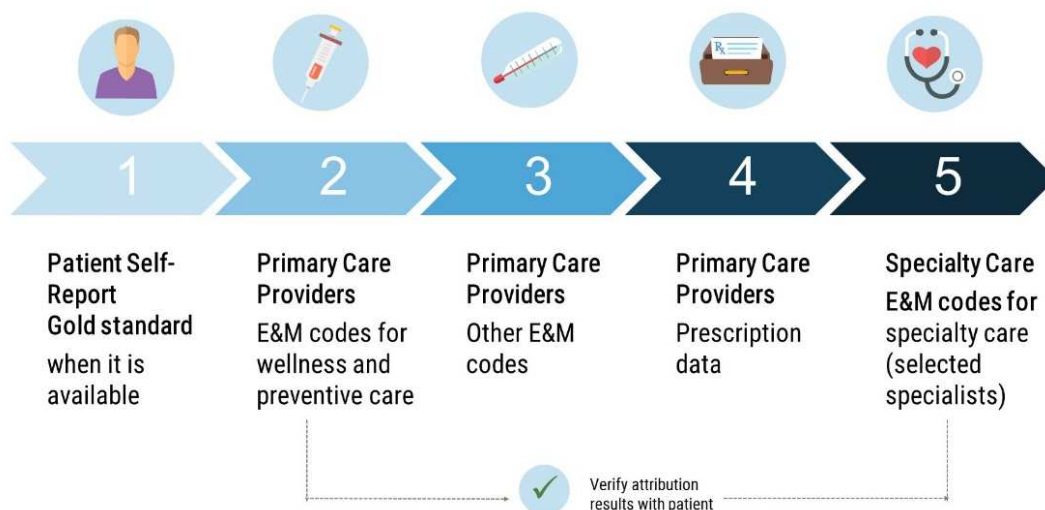 Rx
1
2
3
4
5
Patient Self-
Report
Gold standard
when it is
available
Primary Care
Providers
E&M codes for
wellness and
preventive care
Primary Care
Providers
Other E&M
codes
Primary Care
Providers
Prescription
data
Specialty Care
E&M codes for
specialty care
(selected
specialists)
Verify attribution
results with patient